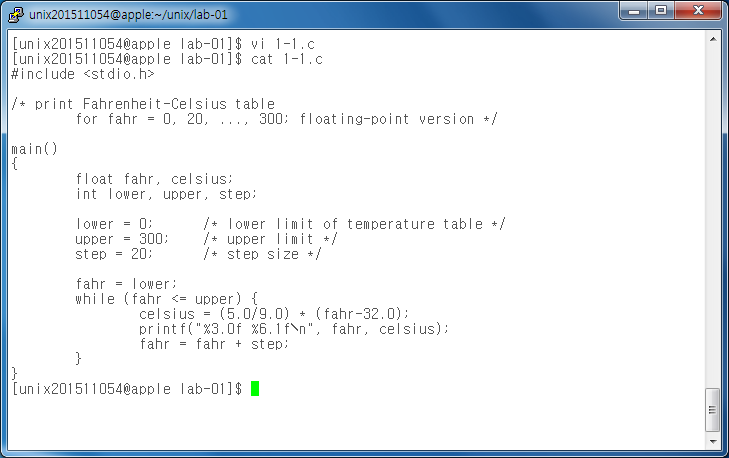 unix201511054@apple:~/unix/lab-01
[unix201511054@apple lab-01]$ vi 1-1.c
[unix201511054@apple lab-01]$ cat 1-1.c
#include <stdio.h>

/* print Fahrenheit-Celsius table
        for fahr = 0, 20, ..., 300; floating-point version */

main()
{
        float fahr, celsius;
        int lower, upper, step;

        lower = 0;      /* lower limit of temperature table */
        upper = 300;    /* upper limit */
        step = 20;      /* step size */

        fahr = lower;
        while (fahr <= upper) {
                celsius = (5.0/9.0) * (fahr-32.0);
                printf("%3.0f %6.1f\n", fahr, celsius);
                fahr = fahr + step;
        }
}
[unix201511054@apple lab-01]$